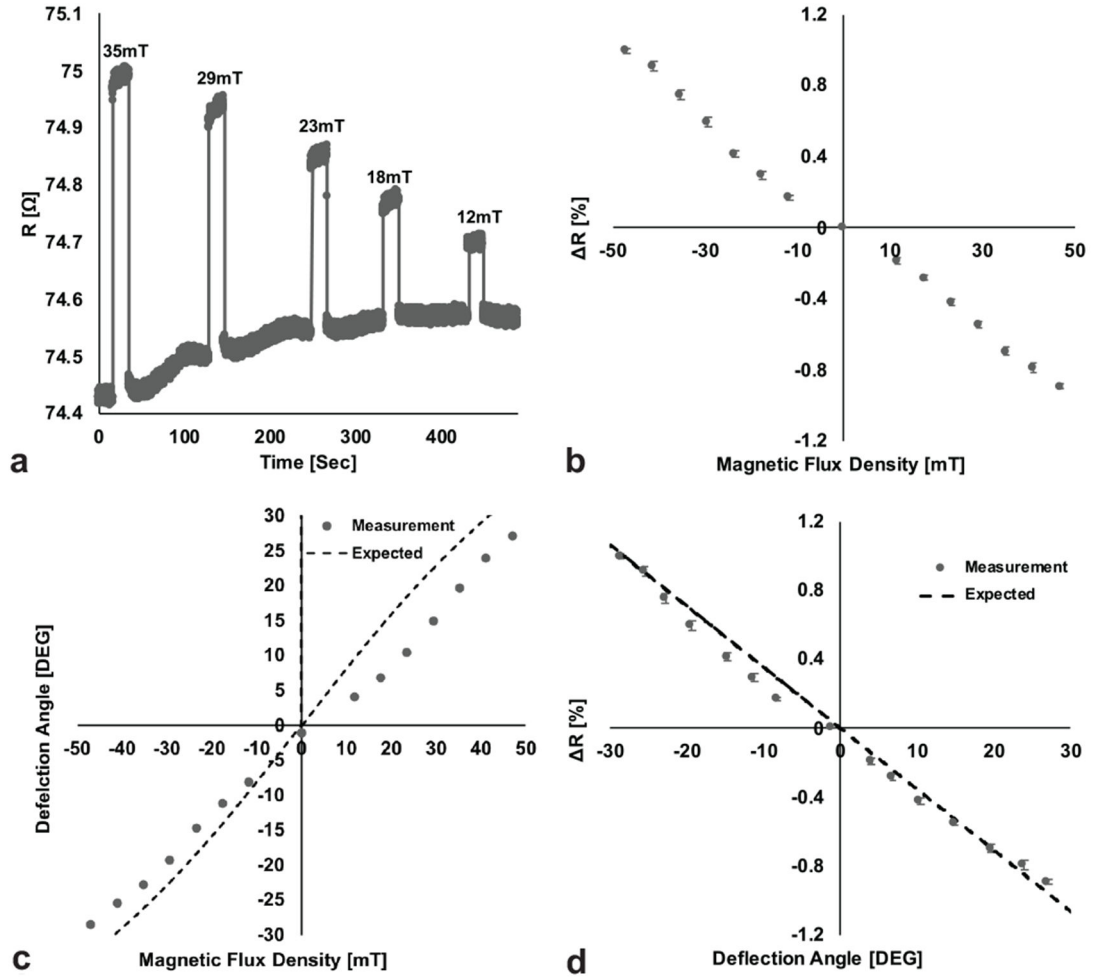 75.1
75
74.9
74.8
74.7
74.6
74.5
74.4
R [Ω]
35mT
29mT
23mT
18mT
12mT
0 100 200 300 400
Time [Sec]
a
1.2
0.8
0.4
0
-0.4
-0.8
-1.2
ΔR [%]
-50 -30 -10 10 30 50
Magnetic Flux Density [mT]
b
30
25
20
15
10
5
0
-5
-10
-15
-20
-25
-30
Defelction Angle [DEG]
Measurement
Expected
-50 -40 -30 -20 -10 0 10 20 30 40 50
Magnetic Flux Density [mT]
c
1.2
0.8
0.4
0
-0.4
-0.8
-1.2
ΔR [%]
Measurement
Expected
-30 -20 -10 0 10 20 30
Deflection Angle [DEG]
d